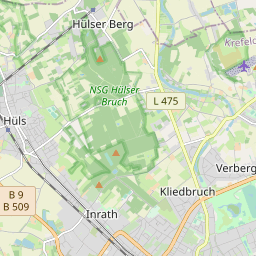 Hülser Berg
Krefeld
NSG Hülser
Bruch
L 475
Hüls
Verberg
B 9
B 509
Kliedbruch
Inrath